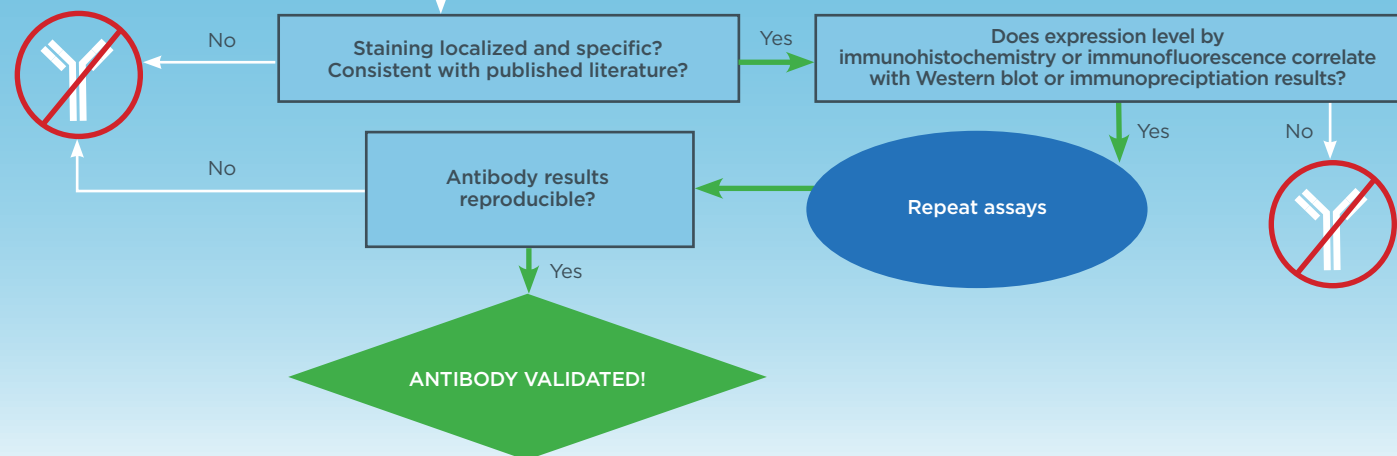 No
Staining localized and specific?
Consistent with published literature?
Yes
Does expression level by
immunohistochemistry or immunofluorescence correlate
with Western blot or immunopreciptiation results?
Yes
No
No
Antibody results
reproducible?
Repeat assays
Yes
ANTIBODY VALIDATED!